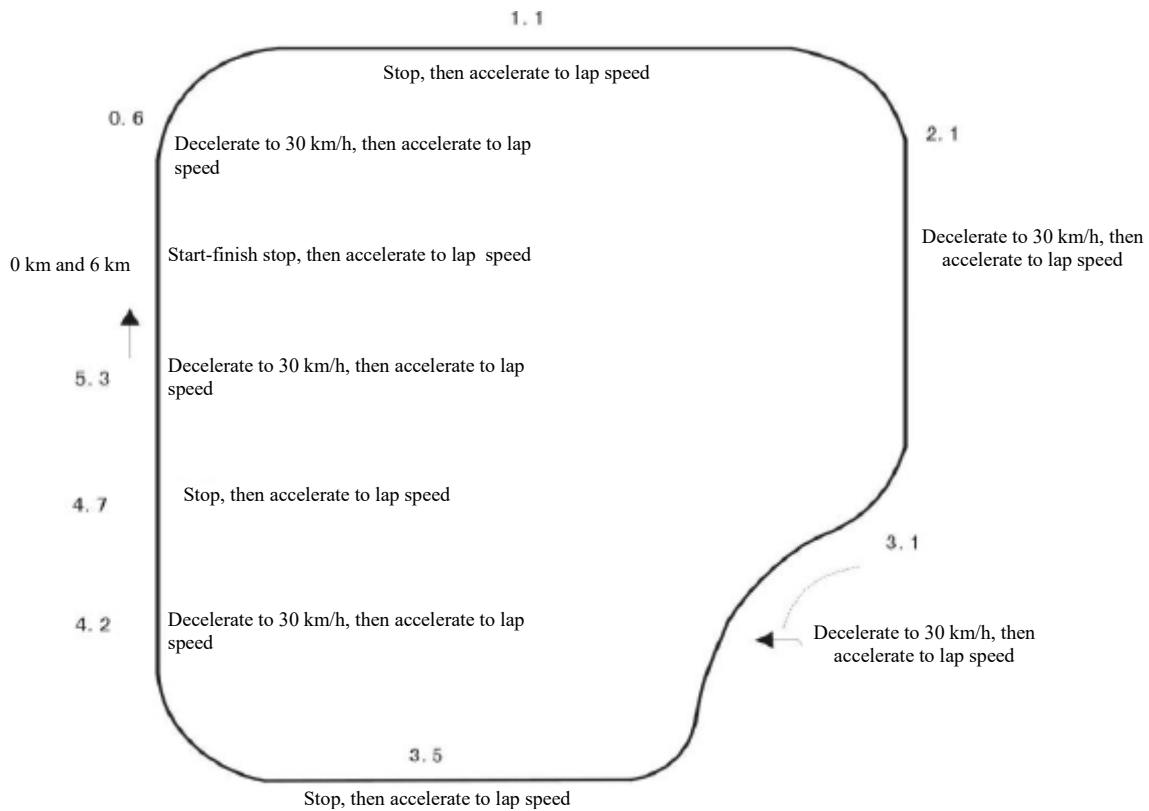 1. 1
Stop, then accelerate to lap speed
0. 6
Decelerate to 30 km/h, then accelerate to lap
speed
2. 1
Decelerate to 30 km/h, then
accelerate to lap speed
0 km and 6 km
Start-finish stop, then accelerate to lap speed
5. 3
Decelerate to 30 km/h, then accelerate to lap
speed
4. 7
Stop, then accelerate to lap speed
3. 1
Decelerate to 30 km/h, then
accelerate to lap speed
4. 2
Decelerate to 30 km/h, then accelerate to lap
speed
3. 5
Stop, then accelerate to lap speed